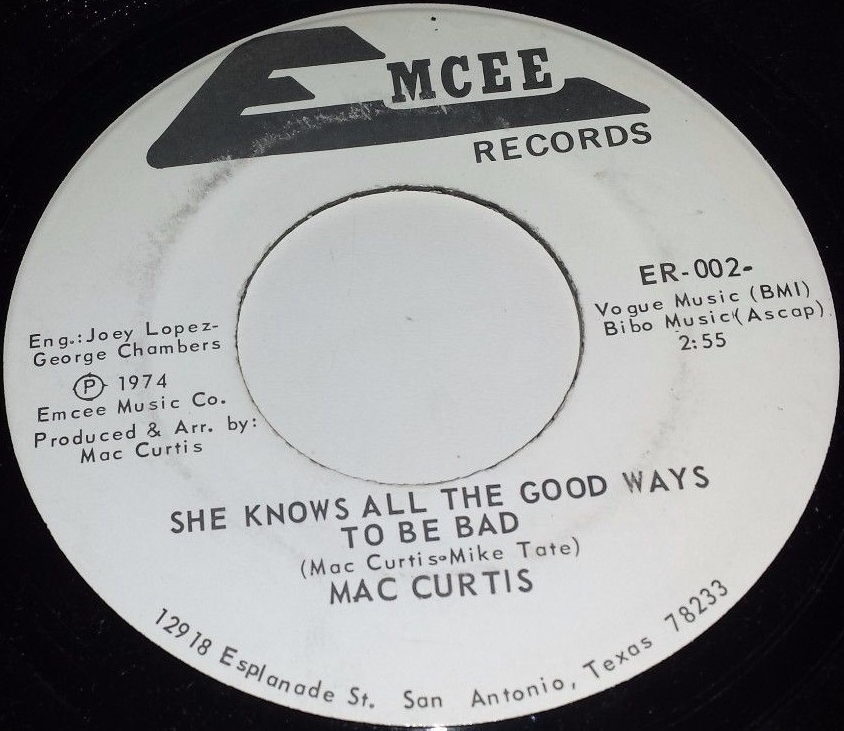 EMCEE
RECORDS
ER-002-
Vogue Music (BMI)
Bibo Music (Ascap)
2:55
Eng.:Joey Lopez-
George Chambers
Ⓟ 1974
Emcee Music Co.
Produced & Arr. by:
Mac Curtis
SHE KNOWS ALL THE GOOD WAYS
TO BE BAD
(Mac Curtis-Mike Tate)
MAC CURTIS
12918 Esplanade St. San Antonio, Texas 78233